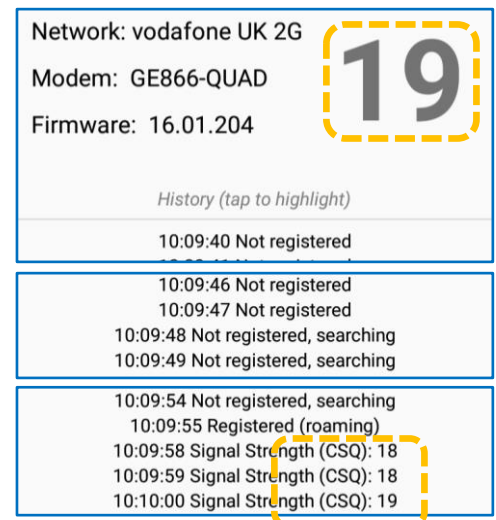 Network: vodafone UK 2G
19
Modem: GE866-QUAD
Firmware: 16.01.204
History (tap to highlight)
10:09:40 Not registered
10:09:46 Not registered
10:09:47 Not registered
10:09:48 Not registered, searching
10:09:49 Not registered, searching
10:09:54 Not registered, searching
10:09:55 Registered (roaming)
10:09:58 Signal Strength (CSQ): 18
10:09:59 Signal Strength (CSQ): 18
10:10:00 Signal Strength (CSQ): 19